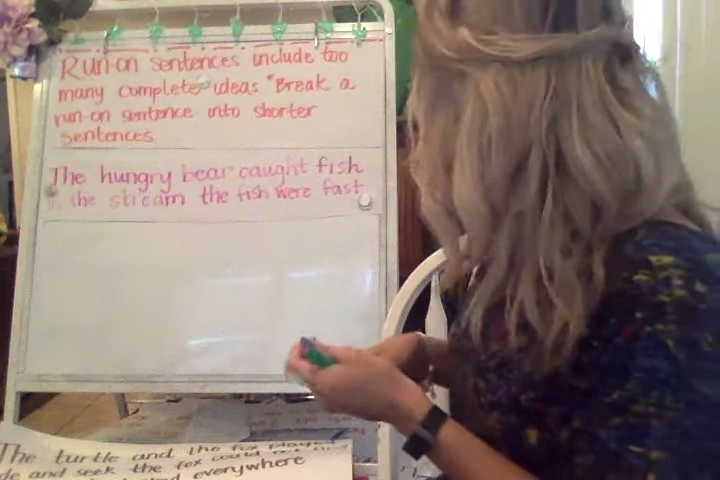 Run-on sentences include too
many complete ideas "Break a
run-on sentence into shorter
sentences.
The hungry bear caught fish
in the stream the fish were fast
The turtle and the fox played
de and seek the fox could not
everywhere